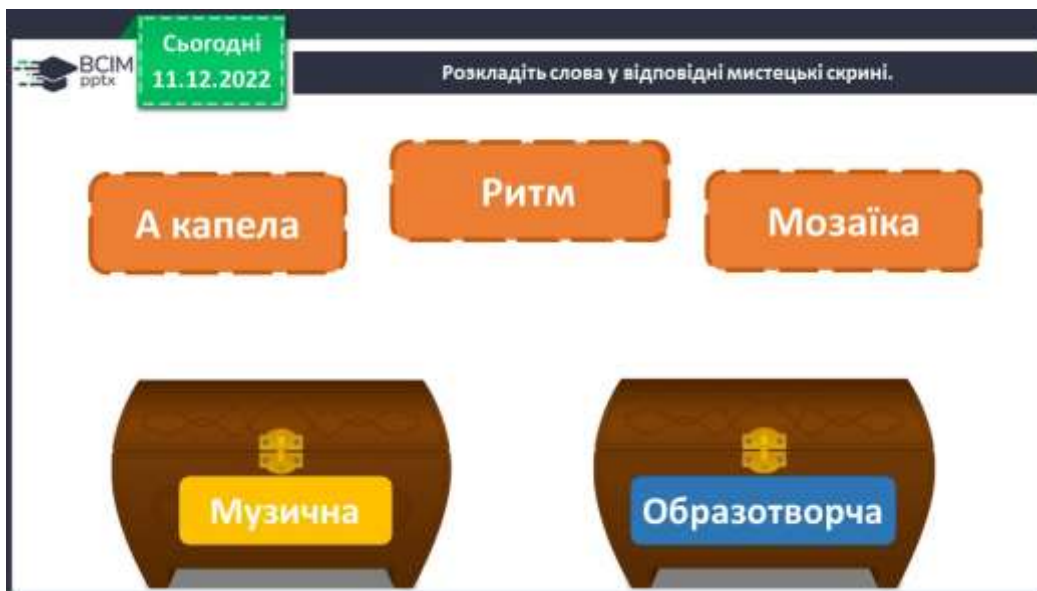 Сьогодні
11.12.2022
ВСІМ
pptx
Розкладіть слова у відповідні мистецькі скрині.
А капела
Ритм
Мозаїка
Музична
Образотворча